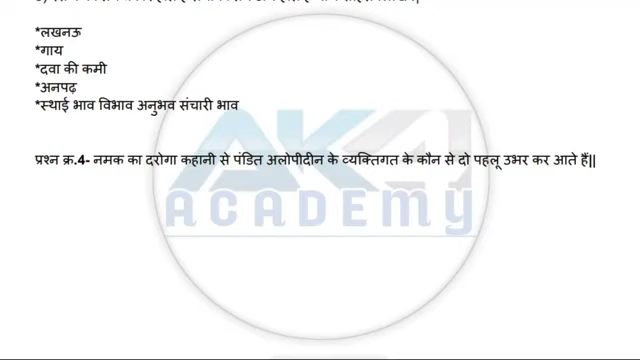 *लखनऊ
*गाय
*दवा की कमी
*अनपढ़
*स्थाई भाव विभाव अनुभव संचारी भाव
प्रश्न क्र.4- नमक का दरोगा कहानी से पंडित अलोपीदीन के व्यक्तिगत के कौन से दो पहलू उभर कर आते हैं||
AK4
ACADEMY